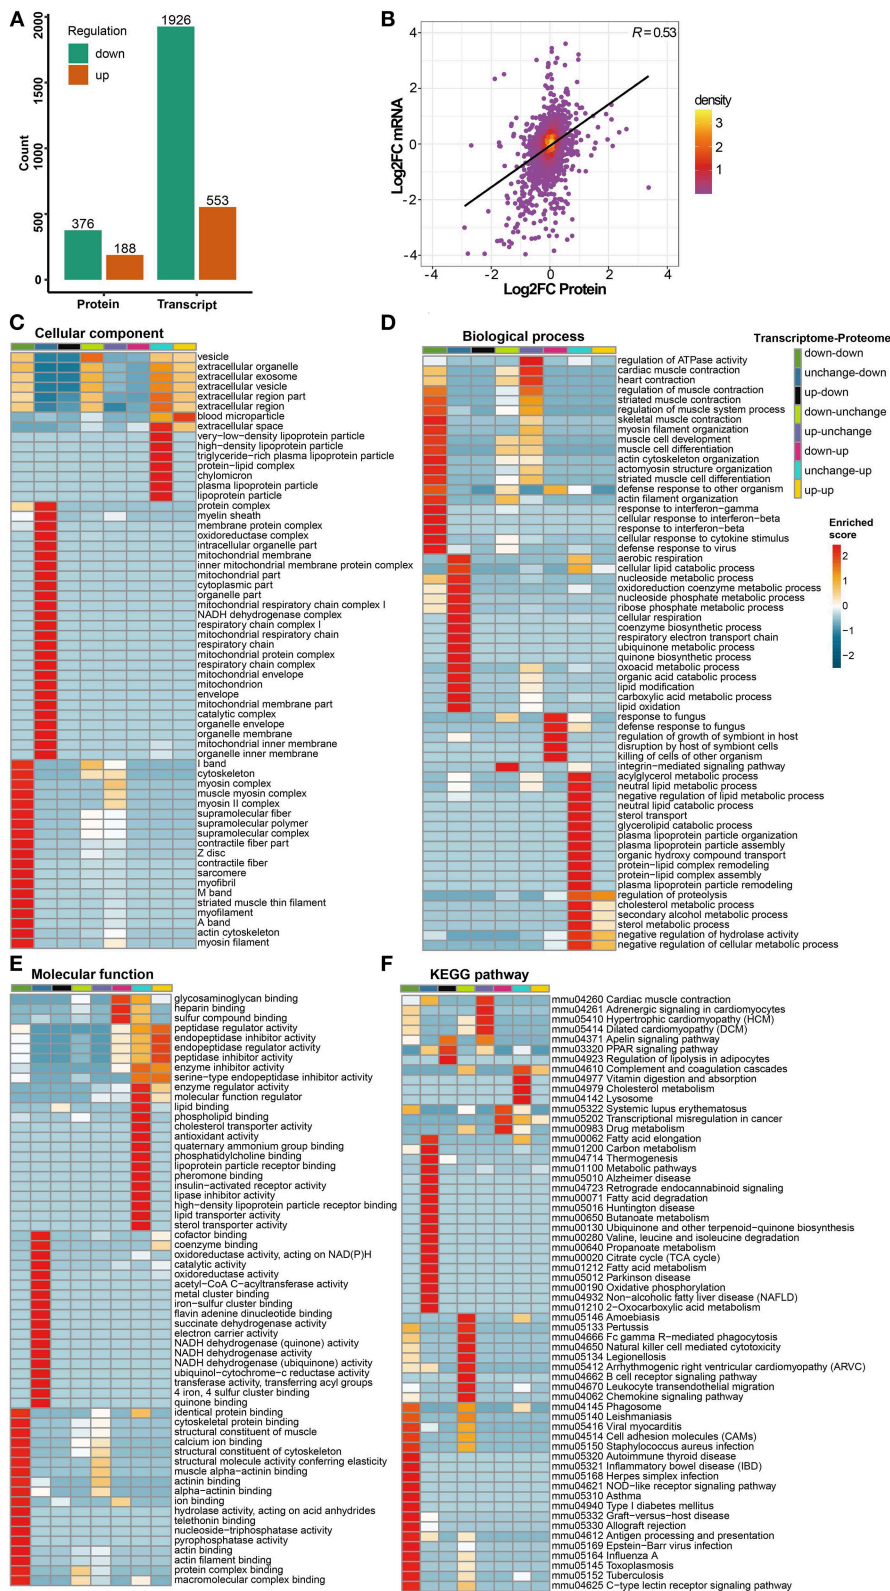 A
Regulation
down
up
Count
2000
1500
1000
500
0
1926
553
376
188
Protein
Transcript
B
R = 0.53
Log2FC mRNA
4
2
0
−2
−4
−4
−2
0
2
4
Log2FC Protein
density
3
2
1
C
Cellular component
vesicle
extracellular organelle
extracellular exosome
extracellular vesicle
extracellular region part
extracellular region
blood microparticle
extracellular space
very−low−density lipoprotein particle
high−density lipoprotein particle
triglyceride−rich plasma lipoprotein particle
protein−lipid complex
chylomicron
plasma lipoprotein particle
lipoprotein particle
protein complex
myelin sheath
membrane protein complex
oxidoreductase complex
intracellular organelle part
mitochondrial membrane
inner mitochondrial membrane protein complex
mitochondrial part
cytoplasmic part
organelle part
mitochondrial respiratory chain complex I
NADH dehydrogenase complex
respiratory chain complex I
mitochondrial respiratory chain
respiratory chain
mitochondrial protein complex
respiratory chain complex
mitochondrial envelope
mitochondrion
envelope
mitochondrial membrane part
catalytic complex
organelle envelope
organelle membrane
mitochondrial inner membrane
organelle inner membrane
I band
cytoskeleton
myosin complex
muscle myosin complex
myosin II complex
supramolecular fiber
supramolecular polymer
supramolecular complex
contractile fiber part
Z disc
contractile fiber
sarcomere
myofibril
M band
striated muscle thin filament
myofilament
A band
actin cytoskeleton
myosin filament
D
Biological process
regulation of ATPase activity
cardiac muscle contraction
heart contraction
regulation of muscle contraction
striated muscle contraction
regulation of muscle system process
skeletal muscle contraction
myosin filament organization
muscle cell development
muscle cell differentiation
actin cytoskeleton organization
actomyosin structure organization
striated muscle cell differentiation
defense response to other organism
actin filament organization
response to interferon−gamma
cellular response to interferon−beta
response to interferon−beta
cellular response to cytokine stimulus
defense response to virus
aerobic respiration
cellular lipid catabolic process
nucleoside metabolic process
oxidoreduction coenzyme metabolic process
nucleoside phosphate metabolic process
ribose phosphate metabolic process
cellular respiration
coenzyme biosynthetic process
respiratory electron transport chain
ubiquinone metabolic process
quinone biosynthetic process
oxoacid metabolic process
organic acid catabolic process
lipid modification
carboxylic acid metabolic process
lipid oxidation
response to fungus
defense response to fungus
regulation of growth of symbiont in host
disruption by host of symbiont cells
killing of cells of other organism
integrin−mediated signaling pathway
acylglycerol metabolic process
neutral lipid metabolic process
negative regulation of lipid metabolic process
neutral lipid catabolic process
sterol transport
glycerolipid catabolic process
plasma lipoprotein particle organization
plasma lipoprotein particle assembly
organic hydroxy compound transport
protein−lipid complex remodeling
protein−lipid complex assembly
plasma lipoprotein particle remodeling
regulation of proteolysis
cholesterol metabolic process
secondary alcohol metabolic process
sterol metabolic process
negative regulation of hydrolase activity
negative regulation of cellular metabolic process
Transcriptome-Proteome
down−down
unchange−down
up−down
down−unchange
up−unchange
down−up
unchange−up
up−up
Enriched
score
2
1
0
−1
−2
E
Molecular function
glycosaminoglycan binding
heparin binding
sulfur compound binding
peptidase regulator activity
endopeptidase inhibitor activity
endopeptidase regulator activity
peptidase inhibitor activity
enzyme inhibitor activity
serine−type endopeptidase inhibitor activity
enzyme regulator activity
molecular function regulator
lipid binding
phospholipid binding
cholesterol transporter activity
antioxidant activity
quaternary ammonium group binding
phosphatidylcholine binding
lipoprotein particle receptor binding
pheromone binding
insulin−activated receptor activity
lipase inhibitor activity
high−density lipoprotein particle receptor binding
lipid transporter activity
sterol transporter activity
cofactor binding
coenzyme binding
oxidoreductase activity, acting on NAD(P)H
catalytic activity
oxidoreductase activity
acetyl−CoA C−acyltransferase activity
metal cluster binding
iron−sulfur cluster binding
flavin adenine dinucleotide binding
succinate dehydrogenase activity
electron carrier activity
NADH dehydrogenase (quinone) activity
NADH dehydrogenase activity
NADH dehydrogenase (ubiquinone) activity
ubiquinol−cytochrome−c reductase activity
transferase activity, transferring acyl groups
4 iron, 4 sulfur cluster binding
quinone binding
identical protein binding
cytoskeletal protein binding
structural constituent of muscle
calcium ion binding
structural constituent of cytoskeleton
structural molecule activity conferring elasticity
muscle alpha−actinin binding
actinin binding
alpha−actinin binding
ion binding
hydrolase activity, acting on acid anhydrides
telethonin binding
nucleoside−triphosphatase activity
pyrophosphatase activity
actin binding
actin filament binding
protein complex binding
macromolecular complex binding
F
KEGG pathway
mmu04260 Cardiac muscle contraction
mmu04261 Adrenergic signaling in cardiomyocytes
mmu05410 Hypertrophic cardiomyopathy (HCM)
mmu05414 Dilated cardiomyopathy (DCM)
mmu04371 Apelin signaling pathway
mmu03320 PPAR signaling pathway
mmu04923 Regulation of lipolysis in adipocytes
mmu04610 Complement and coagulation cascades
mmu04977 Vitamin digestion and absorption
mmu04979 Cholesterol metabolism
mmu04142 Lysosome
mmu05322 Systemic lupus erythematosus
mmu05202 Transcriptional misregulation in cancer
mmu00983 Drug metabolism
mmu00062 Fatty acid elongation
mmu01200 Carbon metabolism
mmu04714 Thermogenesis
mmu01100 Metabolic pathways
mmu05010 Alzheimer disease
mmu04723 Retrograde endocannabinoid signaling
mmu00071 Fatty acid degradation
mmu05016 Huntington disease
mmu00650 Butanoate metabolism
mmu00130 Ubiquinone and other terpenoid−quinone biosynthesis
mmu00280 Valine, leucine and isoleucine degradation
mmu00640 Propanoate metabolism
mmu00020 Citrate cycle (TCA cycle)
mmu01212 Fatty acid metabolism
mmu05012 Parkinson disease
mmu00190 Oxidative phosphorylation
mmu04932 Non−alcoholic fatty liver disease (NAFLD)
mmu01210 2−Oxocarboxylic acid metabolism
mmu05146 Amoebiasis
mmu05133 Pertussis
mmu04666 Fc gamma R−mediated phagocytosis
mmu04650 Natural killer cell mediated cytotoxicity
mmu05134 Legionellosis
mmu05412 Arrhythmogenic right ventricular cardiomyopathy (ARVC)
mmu04662 B cell receptor signaling pathway
mmu04670 Leukocyte transendothelial migration
mmu04062 Chemokine signaling pathway
mmu04145 Phagosome
mmu05140 Leishmaniasis
mmu05416 Viral myocarditis
mmu04514 Cell adhesion molecules (CAMs)
mmu05150 Staphylococcus aureus infection
mmu05320 Autoimmune thyroid disease
mmu05321 Inflammatory bowel disease (IBD)
mmu05168 Herpes simplex infection
mmu04621 NOD−like receptor signaling pathway
mmu05310 Asthma
mmu04940 Type I diabetes mellitus
mmu05332 Graft−versus−host disease
mmu05330 Allograft rejection
mmu04612 Antigen processing and presentation
mmu05169 Epstein−Barr virus infection
mmu05164 Influenza A
mmu05145 Toxoplasmosis
mmu05152 Tuberculosis
mmu04625 C−type lectin receptor signaling pathway